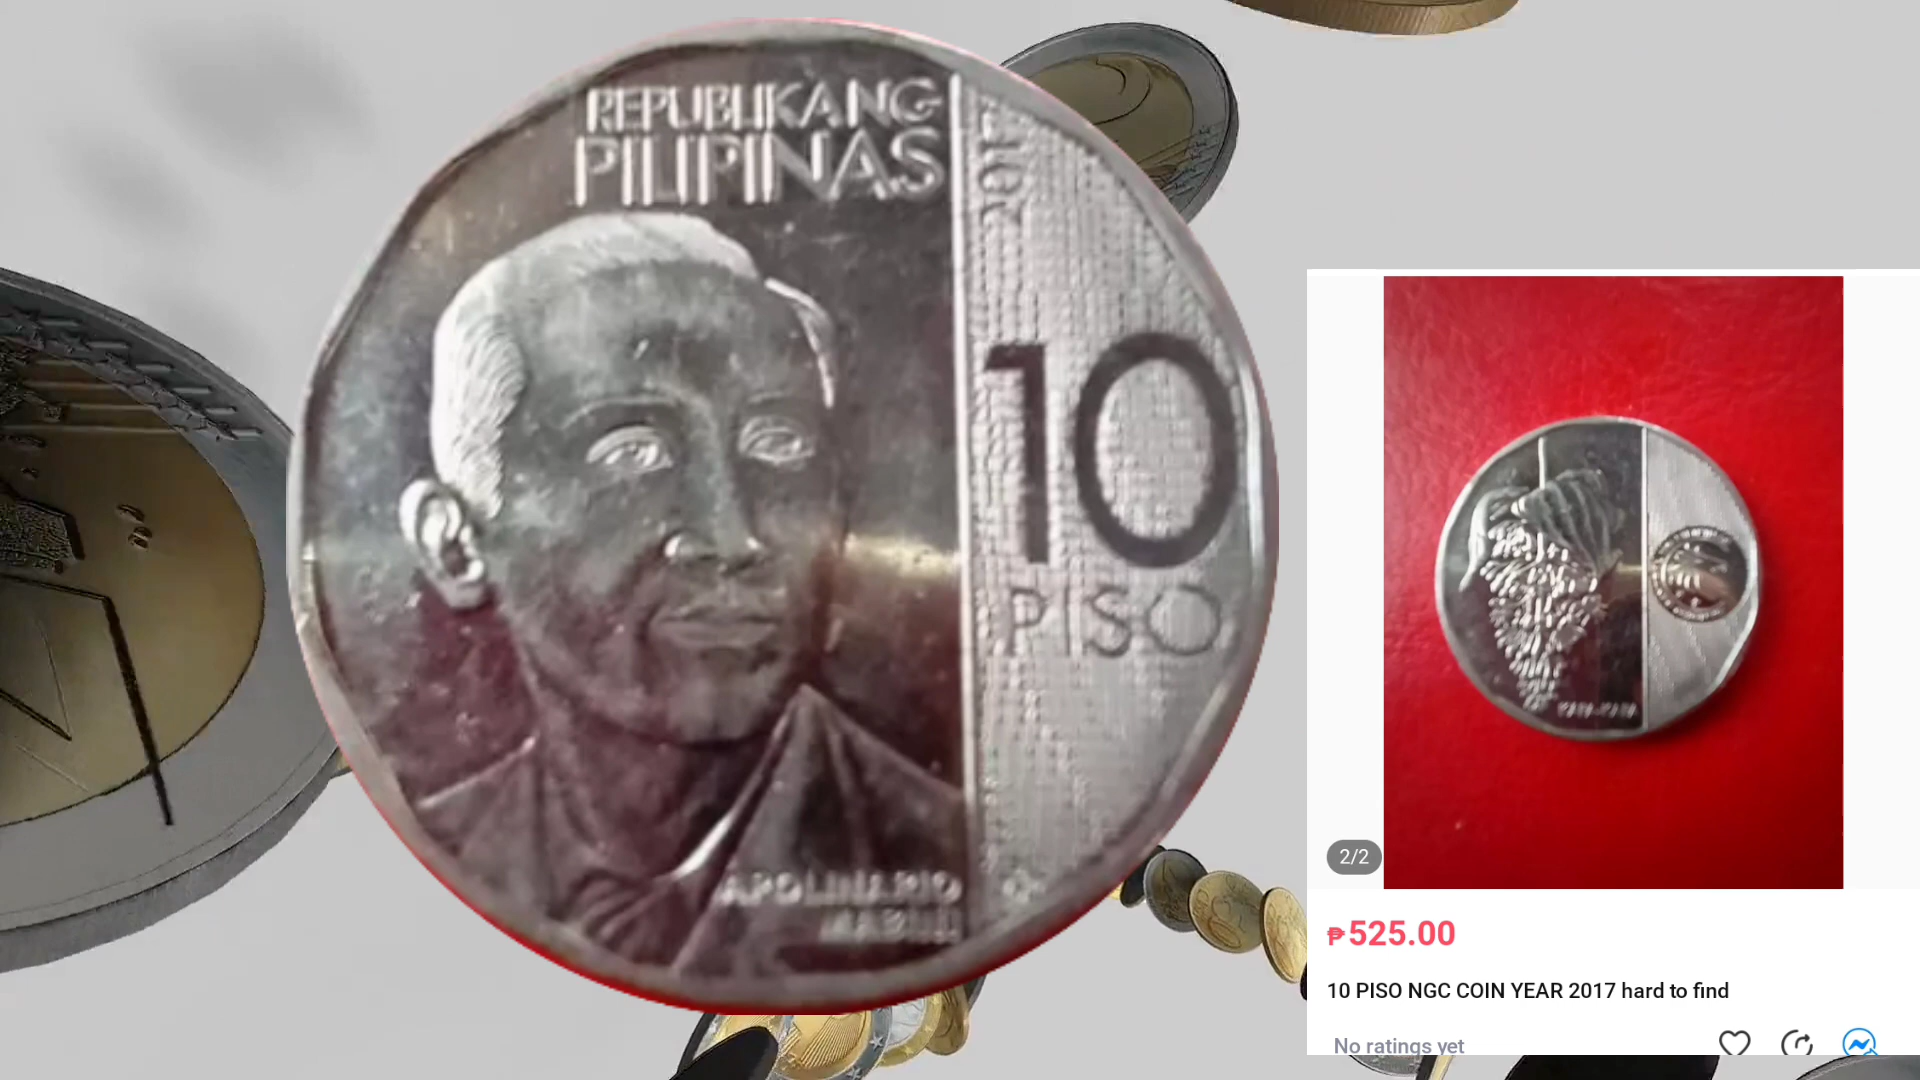 REPUBLIKANG
PILIPINAS
10
PISO
APOLINARIO
MABINI
2/2
₱525.00
10 PISO NGC COIN YEAR 2017 hard to find
No ratings yet